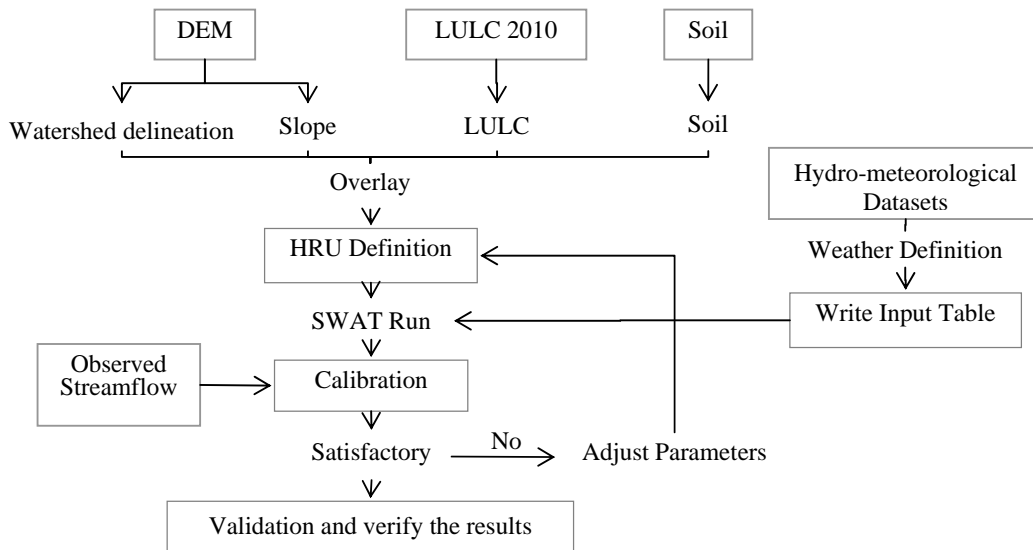 DEM
LULC 2010
Soil
Watershed delineation
Slope
LULC
Soil
Overlay
Hydro-meteorological
Datasets
HRU Definition
Weather Definition
SWAT Run
Write Input Table
Observed
Streamflow
Calibration
Satisfactory
No
Adjust Parameters
Validation and verify the results